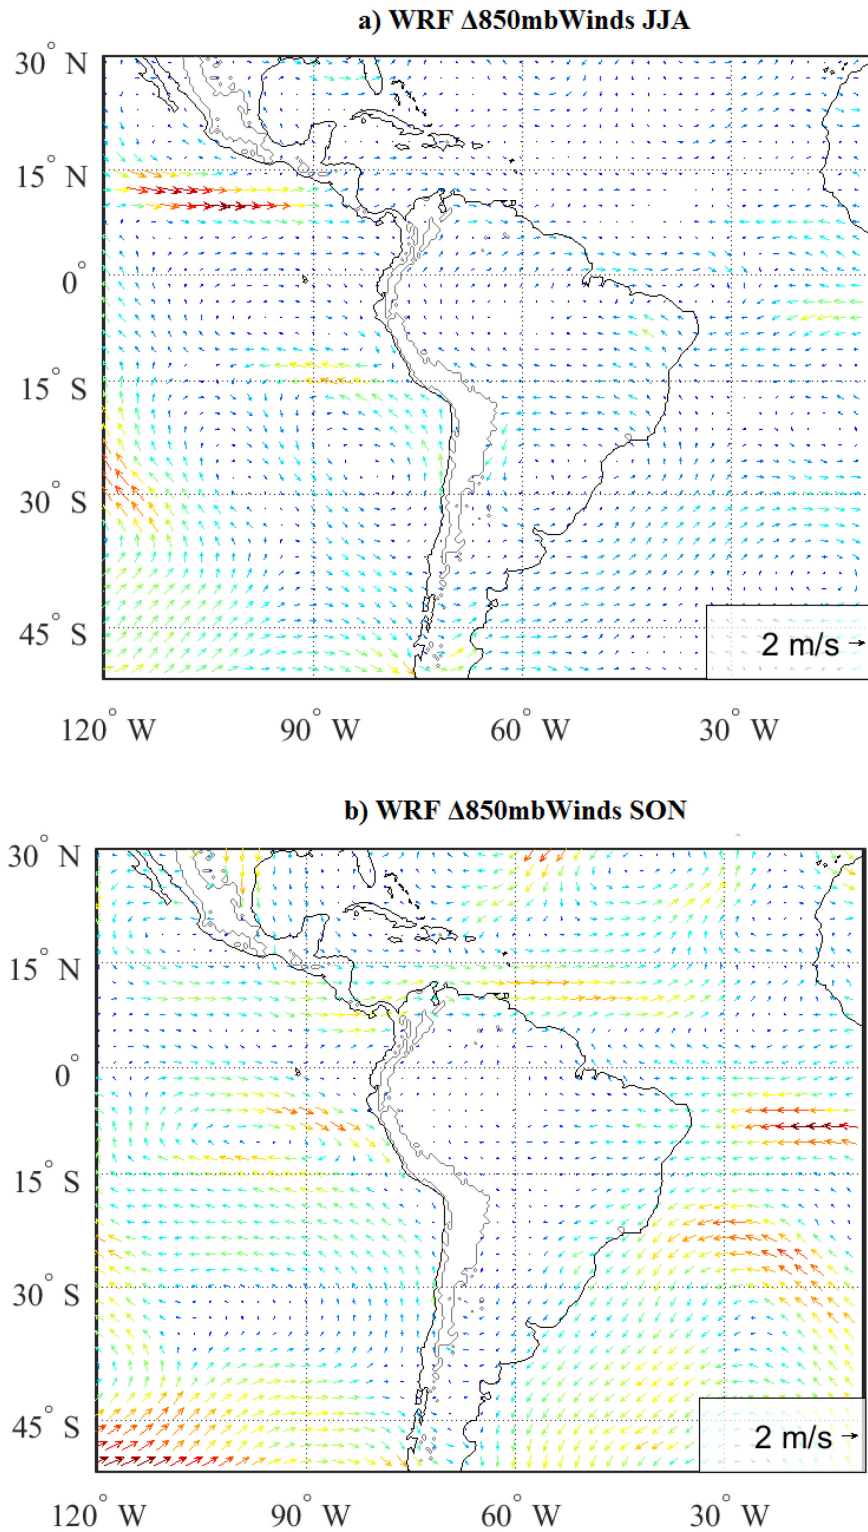 a) WRF Δ850mbWinds JJA
30° N
15° N
0°
15° S
30° S
45° S
2 m/s
120° W 90° W 60° W 30° W
b) WRF Δ850mbWinds SON
30° N
15° N
0°
15° S
30° S
45° S
2 m/s
120° W 90° W 60° W 30° W